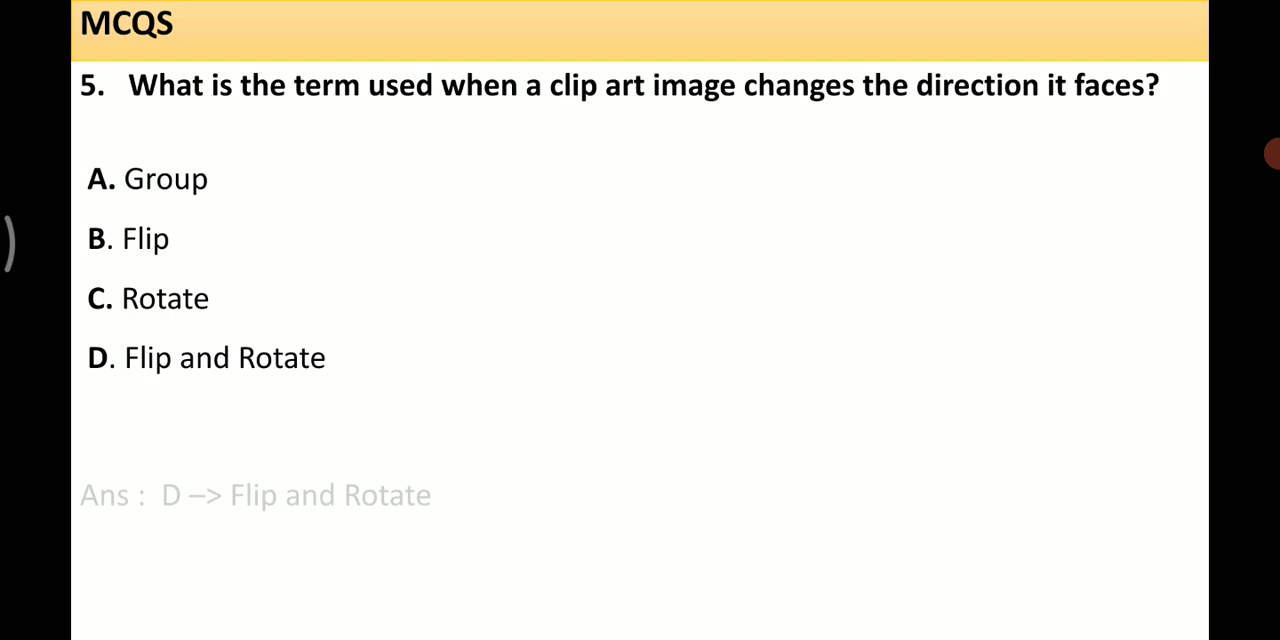 MCQS
5. What is the term used when a clip art image changes the direction it faces?
A. Group
B. Flip
C. Rotate
D. Flip and Rotate
Ans : D –> Flip and Rotate